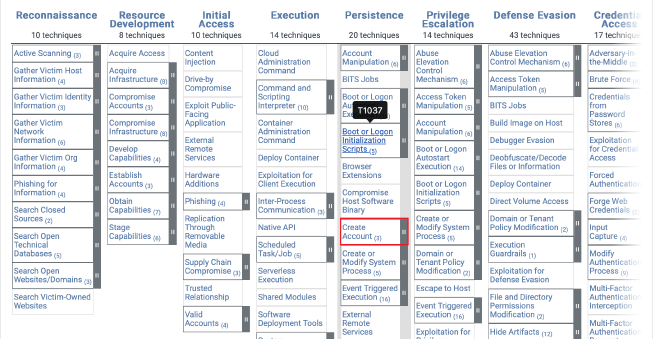 Reconnaissance
10 techniques
Active Scanning (3)
Gather Victim Host
Information (4)
Gather Victim Identity
Information (3)
Gather Victim
Network
Information (6)
Gather Victim Org
Information (4)
Phishing for
Information (4)
Search Closed
Sources (2)
Search Open
Technical
Databases (5)
Search Open
Websites/Domains (3)
Search Victim-Owned
Websites
Resource
Development
8 techniques
Acquire Access
Acquire
Infrastructure (8)
Compromise
Accounts (3)
Compromise
Infrastructure (8)
Develop
Capabilities (4)
Establish
Accounts (3)
Obtain
Capabilities (7)
Stage
Capabilities (6)
Initial
Access
10 techniques
Content
Injection
Drive-by
Compromise
Exploit Public-
Facing
Application
External
Remote
Services
Hardware
Additions
Phishing (4)
Replication
Through
Removable
Media
Supply Chain
Compromise (3)
Trusted
Relationship
Valid
Accounts (4)
Execution
14 techniques
Cloud
Administration
Command
Command and
Scripting
Interpreter (10)
Container
Administration
Command
Deploy Container
Exploitation for
Client Execution
Inter-Process
Communication (3)
Native API
Scheduled
Task/Job (5)
Serverless
Execution
Shared Modules
Software
Deployment Tools
Persistence
20 techniques
Account
Manipulation (6)
BITS Jobs
Boot or Logon
T1037
Boot or Logon
Initialization
Scripts (5)
Browser
Extensions
Compromise
Host Software
Binary
Create
Account (3)
Create or
Modify System
Process (5)
Event Triggered
Execution (16)
External
Remote
Services
Privilege
Escalation
14 techniques
Abuse
Elevation
Control
Mechanism (6)
Access Token
Manipulation (5)
Account
Manipulation (6)
Boot or Logon
Autostart
Execution (14)
Boot or Logon
Initialization
Scripts (5)
Create or
Modify System
Process (5)
Domain or
Tenant Policy
Modification (2)
Escape to Host
Event Triggered
Execution (16)
Exploitation for
Defense Evasion
43 techniques
Abuse Elevation
Control Mechanism (6)
Access Token
Manipulation (5)
BITS Jobs
Build Image on Host
Debugger Evasion
Deobfuscate/Decode
Files or Information
Deploy Container
Direct Volume Access
Domain or Tenant
Policy Modification (2)
Execution
Guardrails (1)
Exploitation for
Defense Evasion
File and Directory
Permissions
Modification (2)
Hide Artifacts (12)
Credential
Access
17 techniques
Adversary-in
the-Middle
Brute Force
Credentials
from
Password
Stores (6)
Exploitation
for Credential
Access
Forced
Authentication
Forge Web
Credentials
Input
Capture (4)
Modify
Authentication
Process (9)
Multi-Factor
Authentication
Interception
Multi-Factor
Authentication